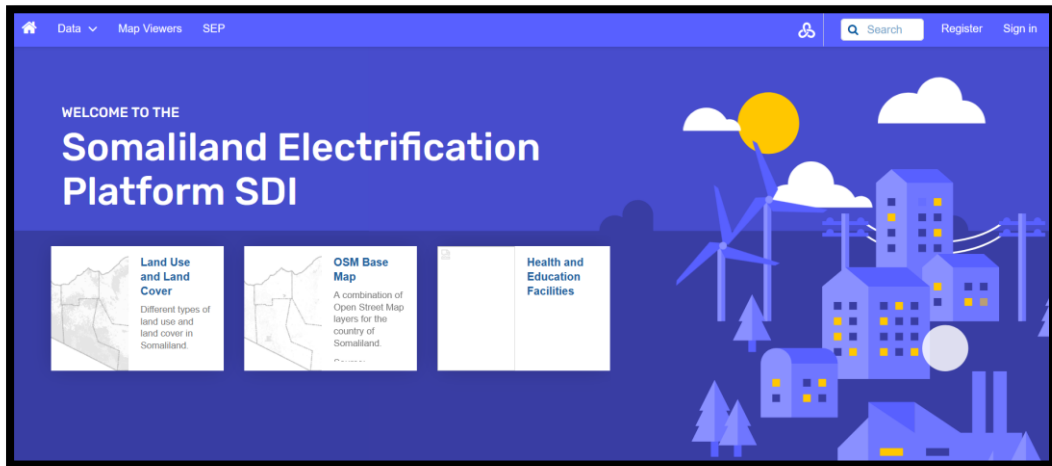 Data Map Viewers SEP Search Register Sign in
WELCOME TO THE
Somaliland Electrification
Platform SDI
Land Use
and Land
Cover
Different types of
land use and
land cover in
Somaliland.
OSM Base
Map
A combination of
Open Street Map
layers for the
country of
Somaliland.
Health and
Education
Facilities